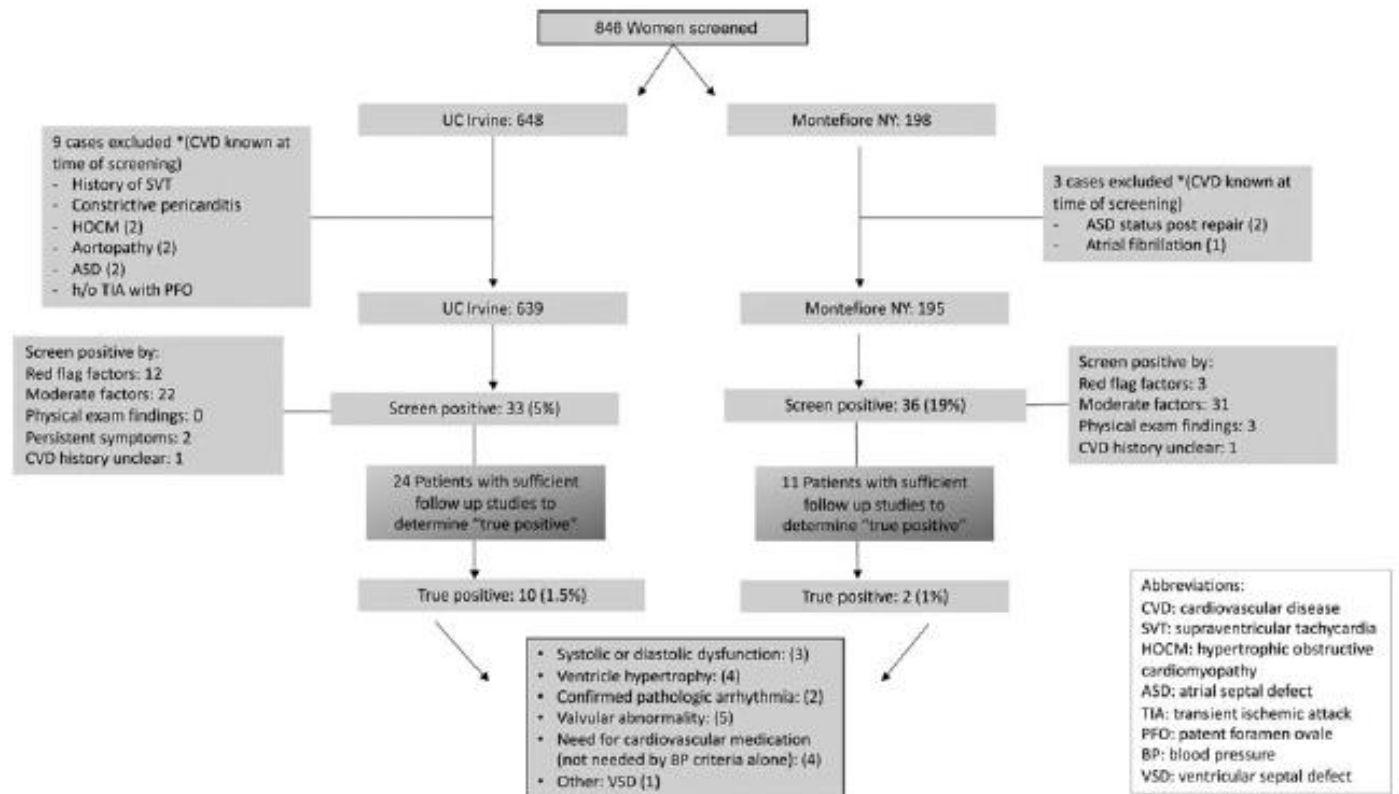 846 Women screened
UC Irvine: 648
Montefiore NY: 198
9 cases excluded *(CVD known at
time of screening)
- History of SVT
- Constrictive pericarditis
- HOCM (2)
- Aortopathy (2)
- ASD (2)
- h/o TIA with PFO
3 cases excluded *(CVD known at
time of screening)
- ASD status post repair (2)
- Atrial fibrillation (1)
UC Irvine: 639
Montefiore NY: 195
Screen positive by:
Red flag factors: 12
Moderate factors: 22
Physical exam findings: 0
Persistent symptoms: 2
CVD history unclear: 1
Screen positive: 33 (5%)
Screen positive: 36 (19%)
Screen positive by:
Red flag factors: 3
Moderate factors: 31
Physical exam findings: 3
CVD history unclear: 1
24 Patients with sufficient
follow up studies to
determine "true positive"
11 Patients with sufficient
follow up studies to
determine "true positive"
True positive: 10 (1.5%)
True positive: 2 (1%)
• Systolic or diastolic dysfunction: (3)
• Ventricle hypertrophy: (4)
• Confirmed pathologic arrhythmia: (2)
• Valvular abnormality: (5)
• Need for cardiovascular medication
(not needed by BP criteria alone): (4)
• Other: VSD (1)
Abbreviations:
CVD: cardiovascular disease
SVT: supraventricular tachycardia
HOCM: hypertrophic obstructive
cardiomyopathy
ASD: atrial septal defect
TIA: transient ischemic attack
PFO: patent foramen ovale
BP: blood pressure
VSD: ventricular septal defect